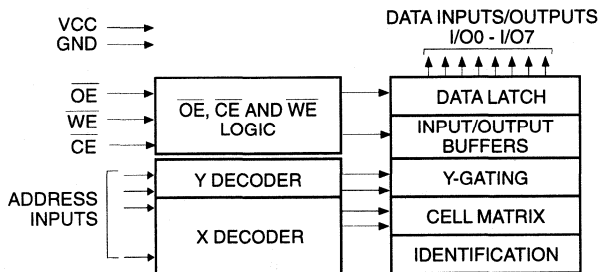 VCC
GND
DATA INPUTS/OUTPUTS
I/O0 - I/O7
OE
WE
CE
OE, CE AND WE
LOGIC
DATA LATCH
INPUT/OUTPUT
BUFFERS
ADDRESS
INPUTS
Y DECODER
X DECODER
Y-GATING
CELL MATRIX
IDENTIFICATION